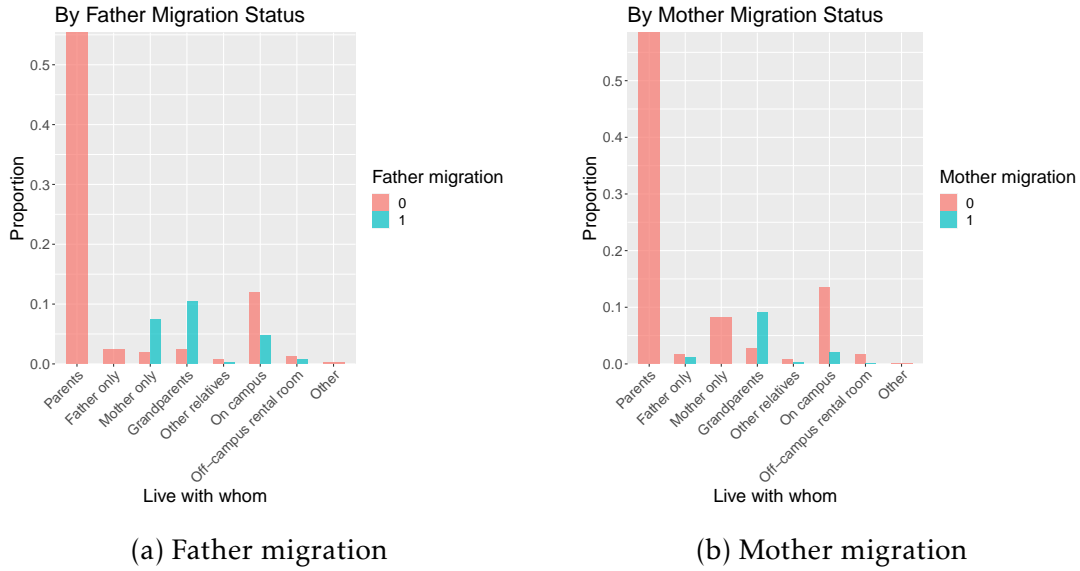 By Father Migration Status
Proportion
0.5
0.4
0.3
0.2
0.1
0.0
Parents
Father only
Mother only
Grandparents
Other relatives
On campus
Off−campus rental room
Other
Live with whom
Father migration
0
1
(a) Father migration
By Mother Migration Status
Proportion
0.5
0.4
0.3
0.2
0.1
0.0
Parents
Father only
Mother only
Grandparents
Other relatives
On campus
Off−campus rental room
Other
Live with whom
Mother migration
0
1
(b) Mother migration